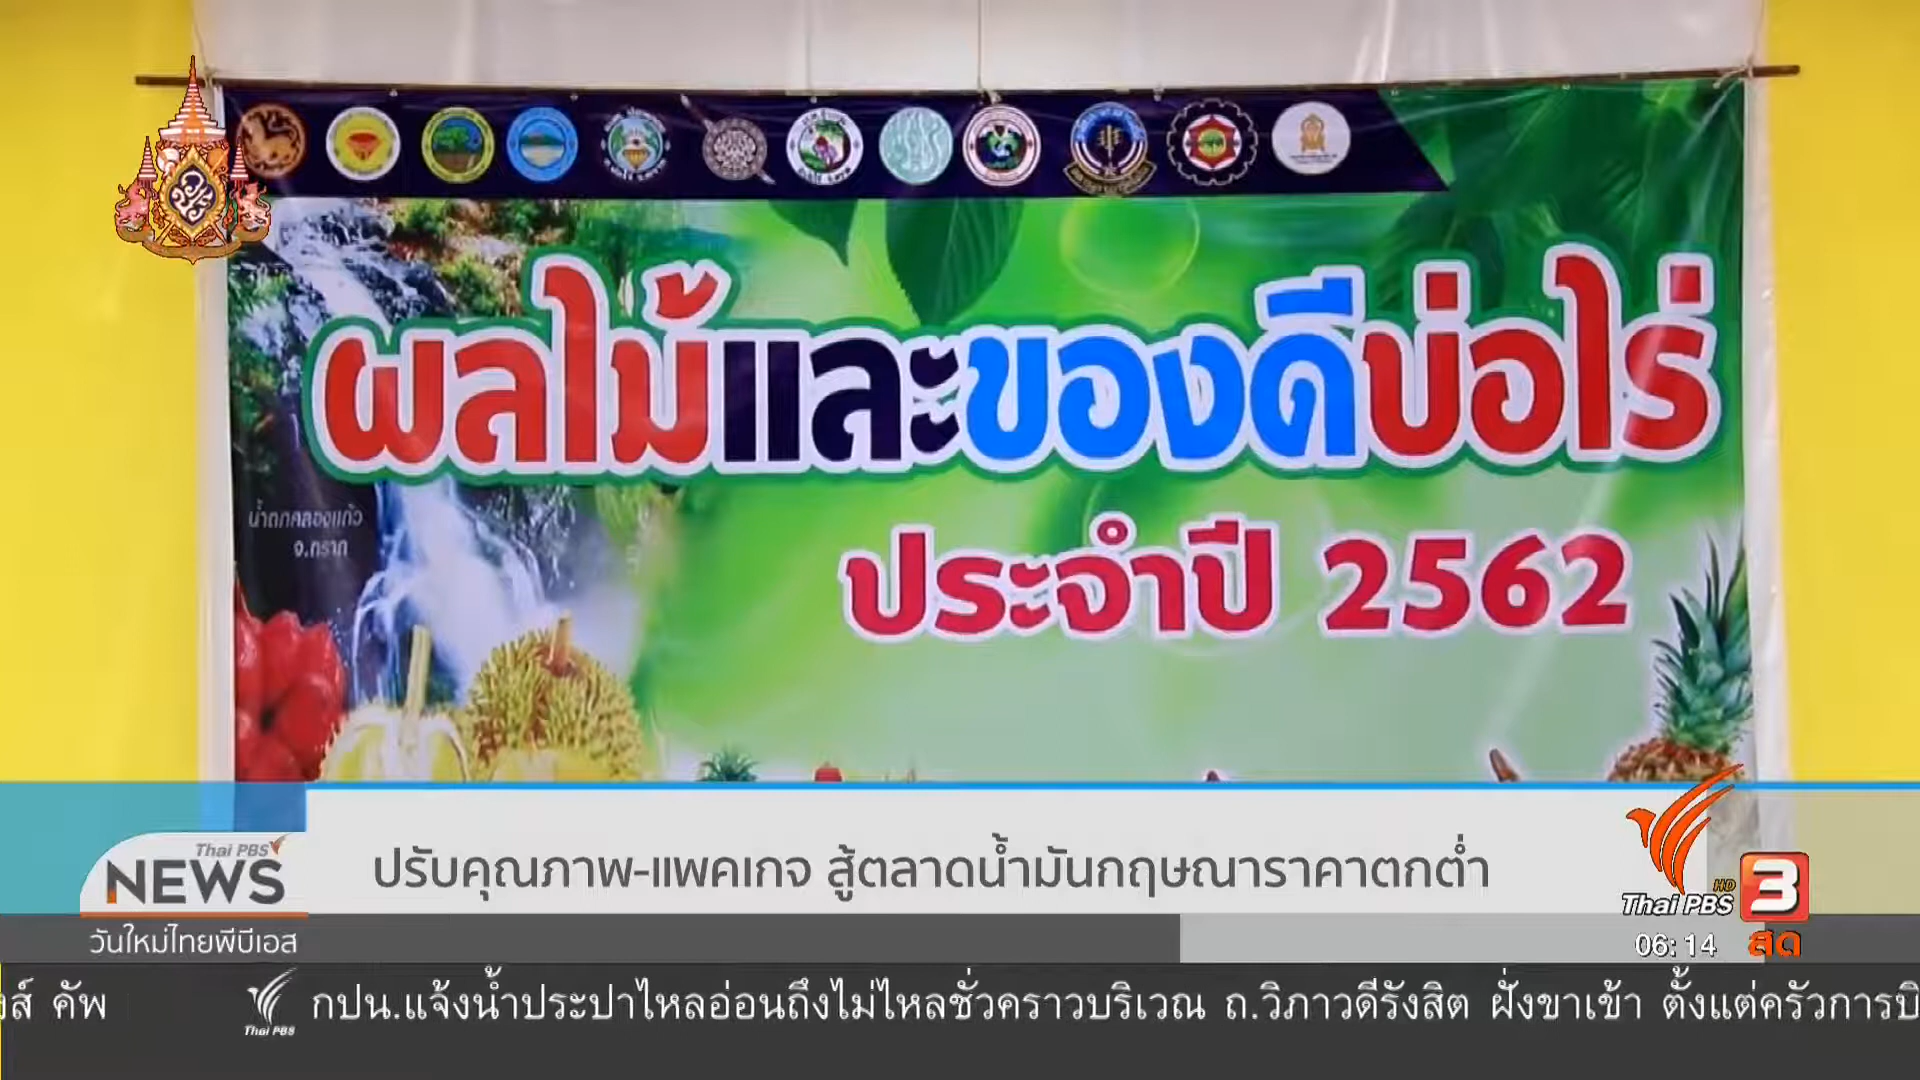 ผลไม้และของดีบ่อไร่
น้ำตกคลองแก้ว
จ.ตราด
ประจำปี 2562
Thai PBS
NEWS
ปรับคุณภาพ-แพคเกจ สู้ตลาดน้ำมันกฤษณาราคาตกต่ำ
HD
Thai PBS
3
วันใหม่ไทยพีบีเอส
06:14 สด
คัพ
Thai PBS
กปน.แจ้งน้ำประปาไหลอ่อนถึงไม่ไหลชั่วคราวบริเวณ ถ.วิภาวดีรังสิต ฝั่งขาเข้า ตั้งแต่ครัวการบิ